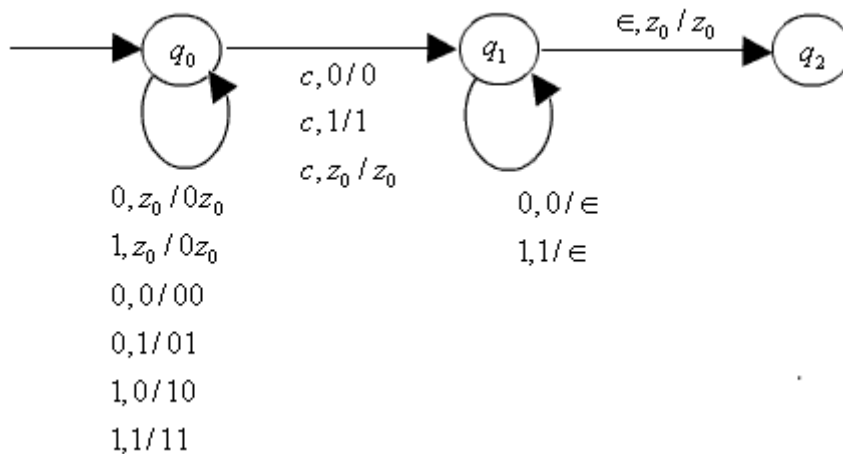 q₀
q₁
q₂
∈, z₀ / z₀
c, 0 / 0
c, 1 / 1
c, z₀ / z₀
0, z₀ / 0z₀
1, z₀ / 0z₀
0, 0 / 00
0, 1 / 01
1, 0 / 10
1, 1 / 11
0, 0 / ∈
1, 1 / ∈